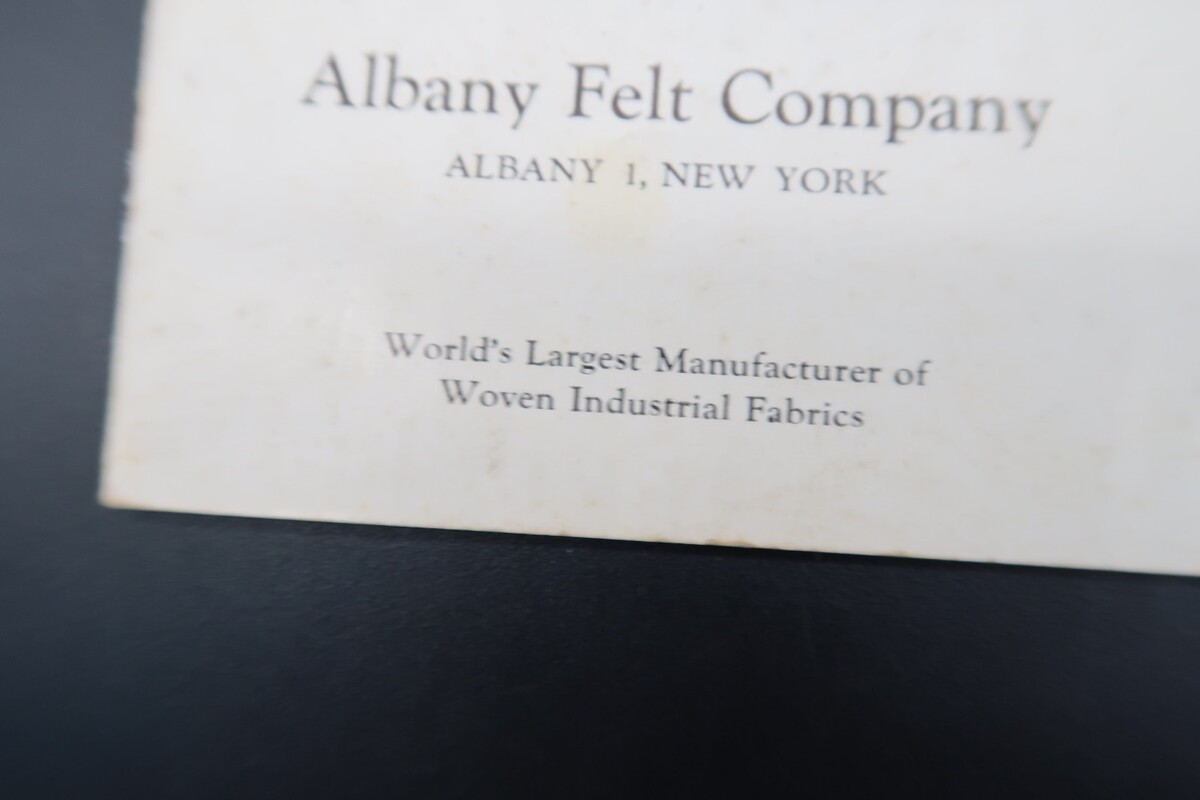 Albany Felt Company
ALBANY 1, NEW YORK
World's Largest Manufacturer of
Woven Industrial Fabrics